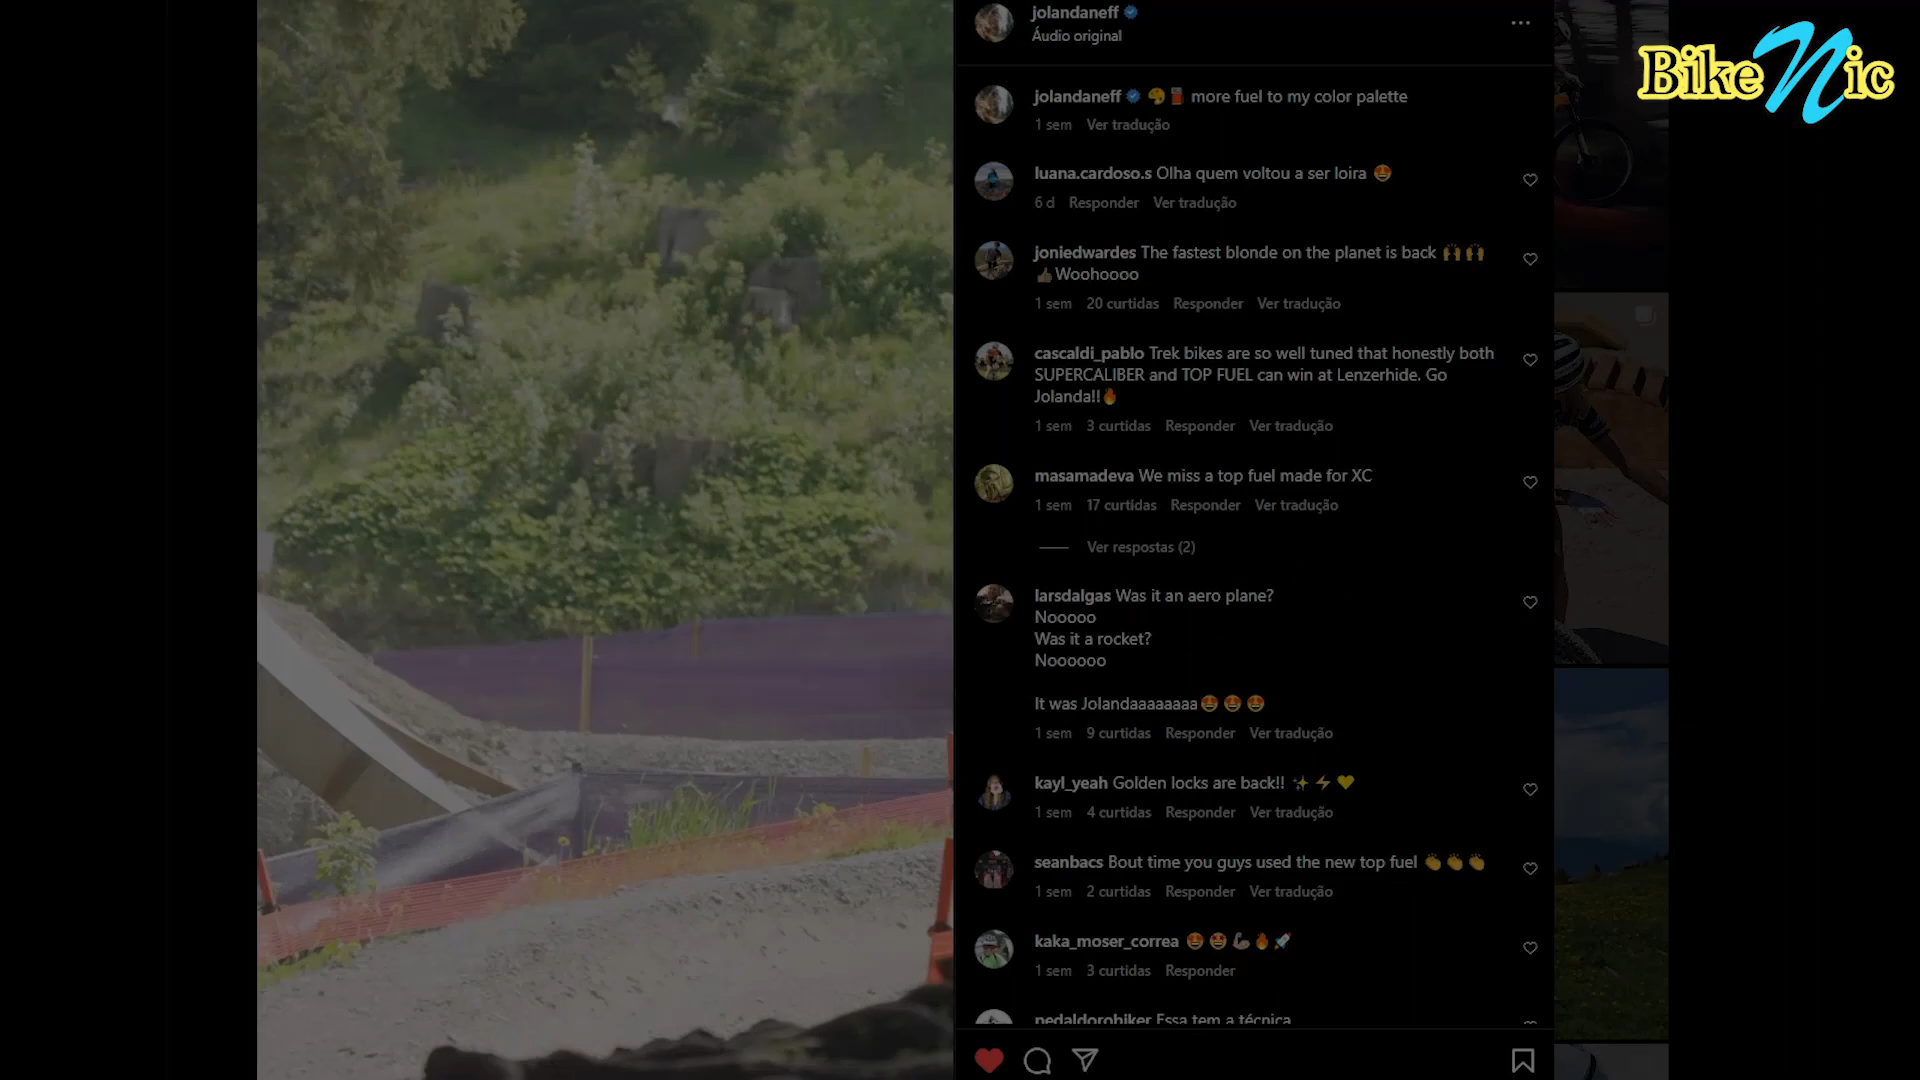 jolandaneff
Áudio original
BikeNic
jolandaneff 🎨⛽ more fuel to my color palette
1 sem Ver tradução
luana.cardoso.s Olha quem voltou a ser loira 🤩
6 d Responder Ver tradução
joniedwardes The fastest blonde on the planet is back 🙌🙌
👍Woohoooo
1 sem 20 curtidas Responder Ver tradução
cascaldi_pablo Trek bikes are so well tuned that honestly both
SUPERCALIBER and TOP FUEL can win at Lenzerhide. Go
Jolanda!!🔥
1 sem 3 curtidas Responder Ver tradução
masamadeva We miss a top fuel made for XC
1 sem 17 curtidas Responder Ver tradução
Ver respostas (2)
larsdalgas Was it an aero plane?
Nooooo
Was it a rocket?
Noooooo
It was Jolandaaaaaaaa🤩🤩🤩
1 sem 9 curtidas Responder Ver tradução
kayl_yeah Golden locks are back!! ✨⚡💛
1 sem 4 curtidas Responder Ver tradução
seanbacs Bout time you guys used the new top fuel 👏👏👏
1 sem 2 curtidas Responder Ver tradução
kaka_moser_correa 🤩🤩💪🔥🚀
1 sem 3 curtidas Responder
pedaldorobiker Essa tem a técnica